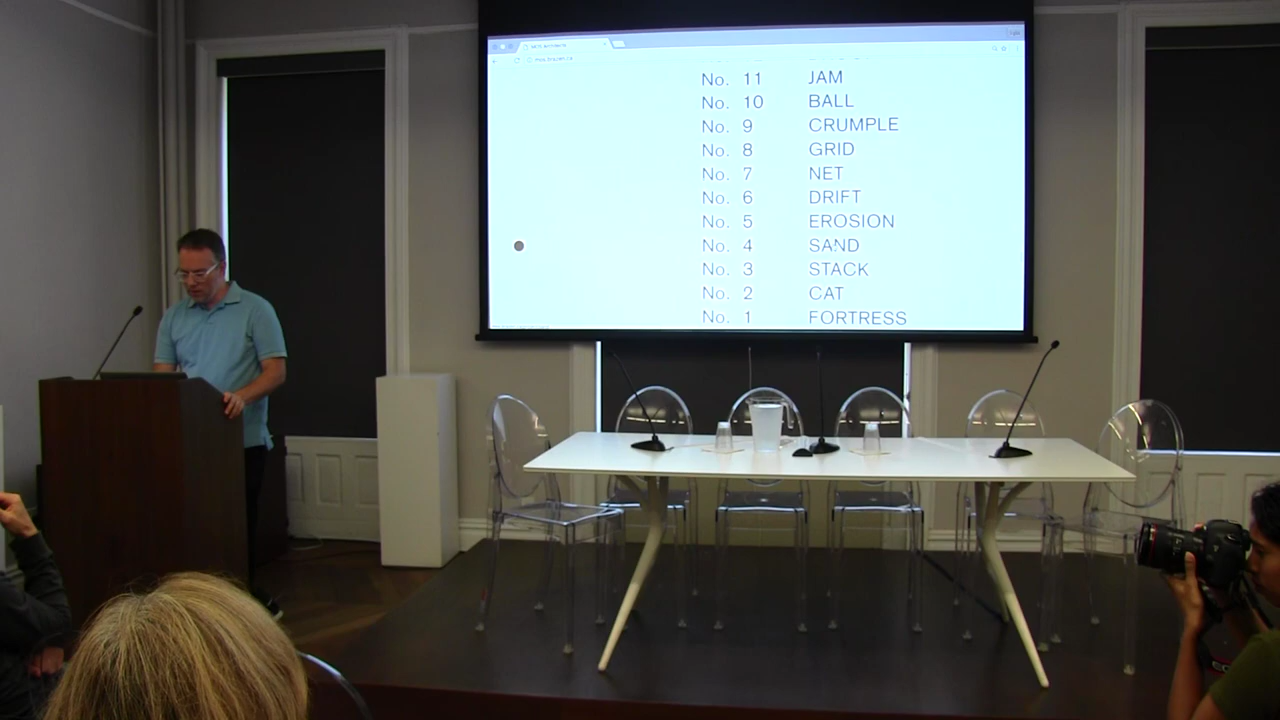 No. 11 JAM
No. 10 BALL
No. 9 CRUMPLE
No. 8 GRID
No. 7 NET
No. 6 DRIFT
No. 5 EROSION
No. 4 SAND
No. 3 STACK
No. 2 CAT
No. 1 FORTRESS